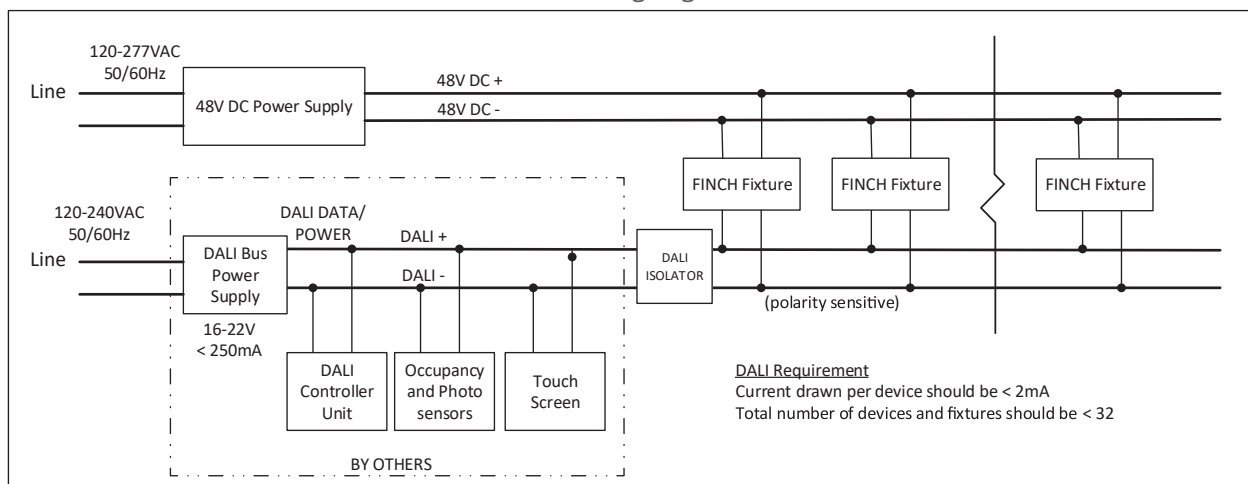 120-277VAC
50/60Hz
Line
48V DC Power Supply
48V DC +
48V DC -
FINCH Fixture
FINCH Fixture
FINCH Fixture
120-240VAC
50/60Hz
Line
DALI Bus
Power
Supply
16-22V
< 250mA
DALI DATA/
POWER
DALI +
DALI -
DALI
ISOLATOR
(polarity sensitive)
DALI
Controller
Unit
Occupancy
and Photo
sensors
Touch
Screen
BY OTHERS
DALI Requirement
Current drawn per device should be < 2mA
Total number of devices and fixtures should be < 32